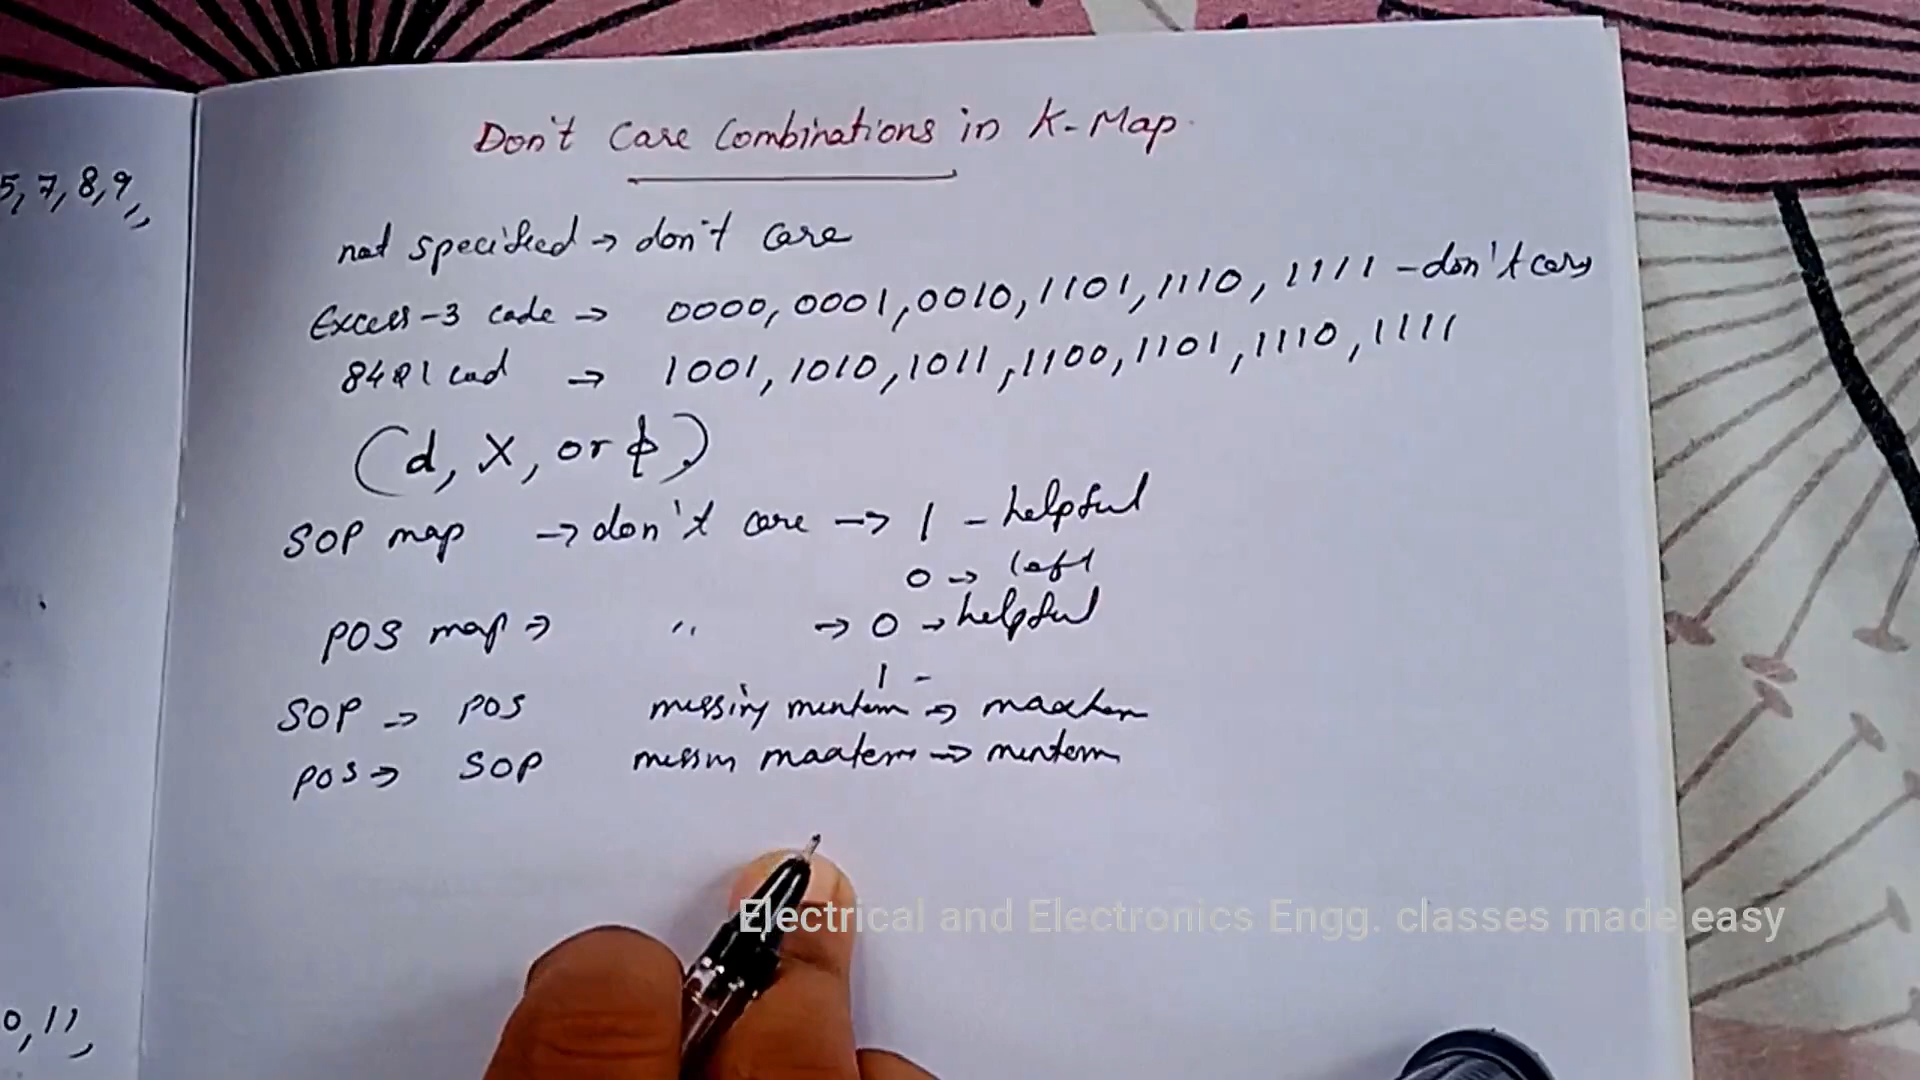 5, 7, 8, 9,,
Don't Care Combinations in K-Map
not specified → don't care
Excess-3 code → 0000, 0001, 0010, 1101, 1110, 1111 - don't care
8421 cod → 1001, 1010, 1011, 1100, 1101, 1110, 1111
(d, X, or ϕ)
SOP map → don't care → 1 - helpful
0 → left
POS map → ,, → 0 → helpful
1 -
SOP → POS missing minterm → maxterm
POS → SOP missin maxterm → minterm
Electrical and Electronics Engg. classes made easy
0, 11,